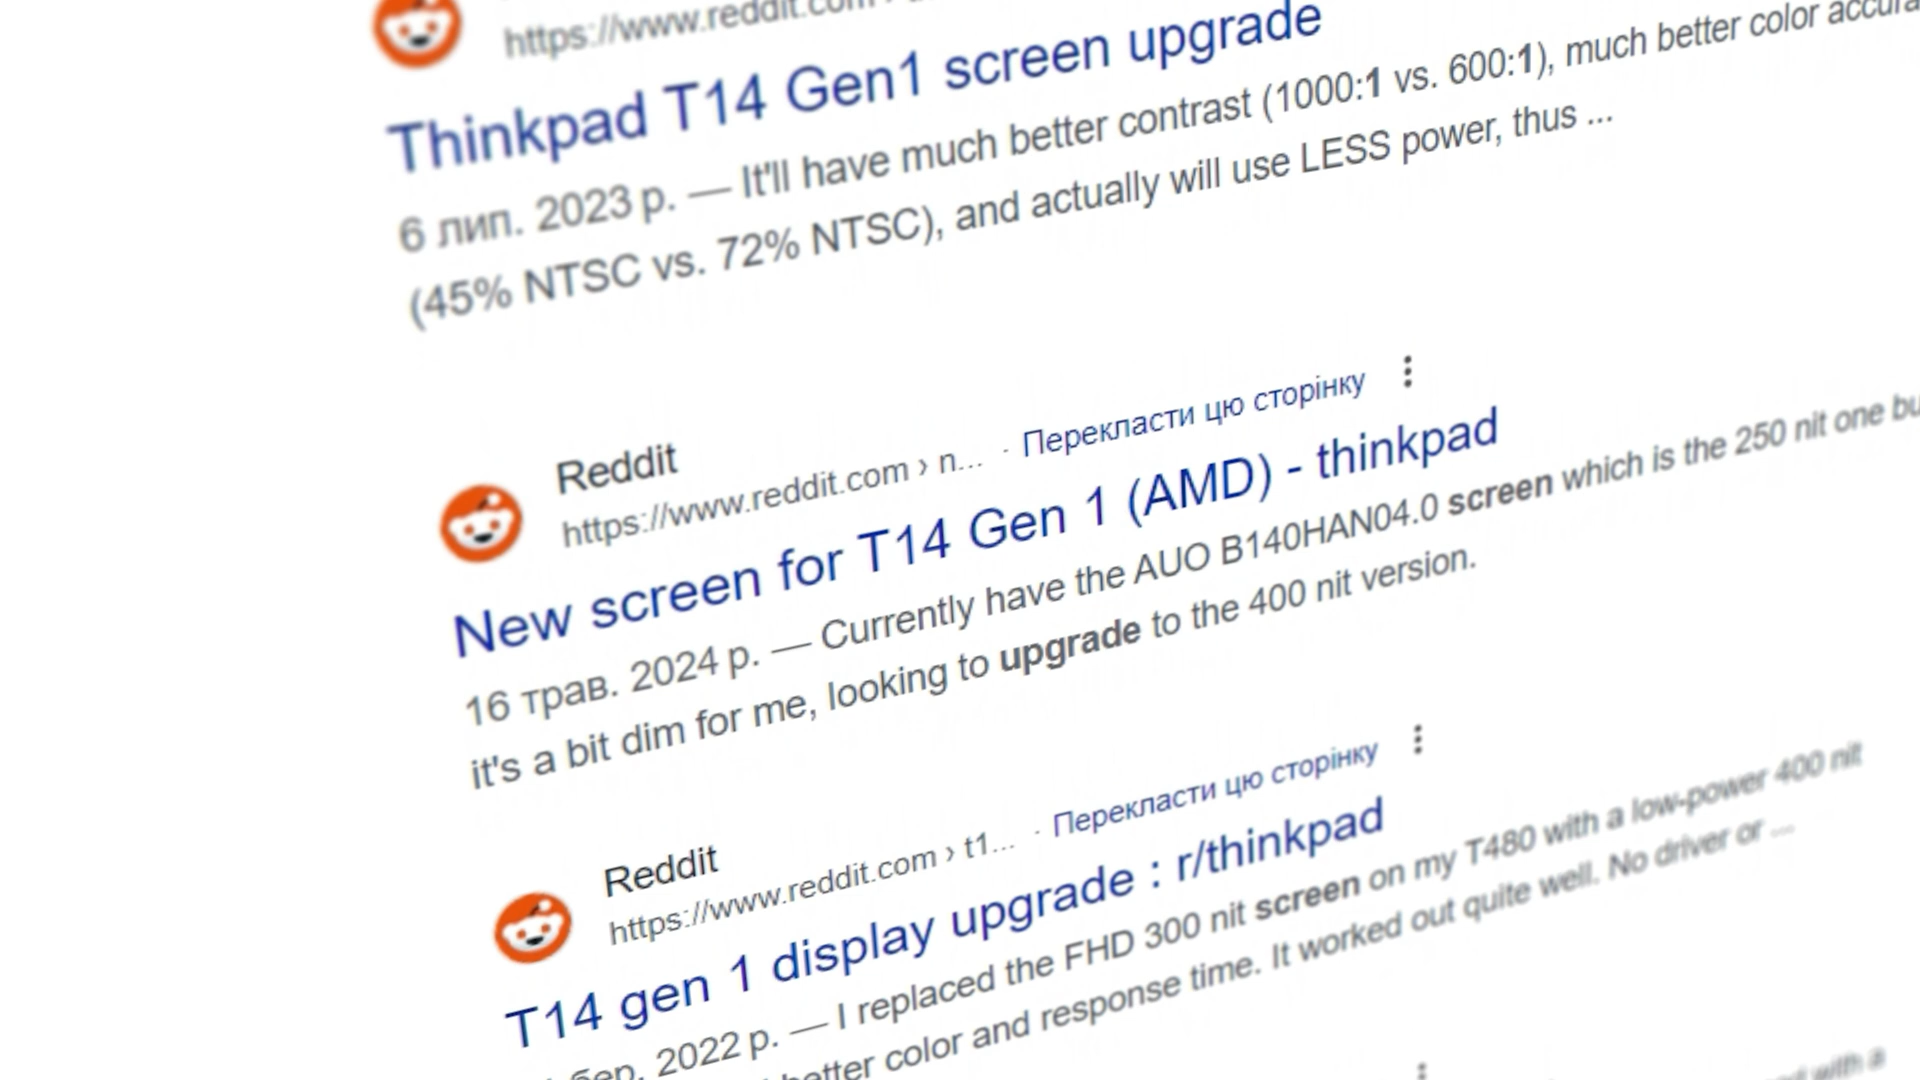 https://www.reddit.com
Thinkpad T14 Gen1 screen upgrade
6 лип. 2023 р. — It'll have much better contrast (1000:1 vs. 600:1), much better color
(45% NTSC vs. 72% NTSC), and actually will use LESS power, thus ...
Reddit
https://www.reddit.com › n... · Перекласти цю сторінку
New screen for T14 Gen 1 (AMD) - thinkpad
16 трав. 2024 р. — Currently have the AUO B140HAN04.0 screen which is the 250 nit one
it's a bit dim for me, looking to upgrade to the 400 nit version.
Reddit
https://www.reddit.com › t1... · Перекласти цю сторінку
T14 gen 1 display upgrade : r/thinkpad
2022 р. — I replaced the FHD 300 nit screen on my T480 with a low-power 400 nit
better color and response time. It worked out quite well. No driver or ...
with a